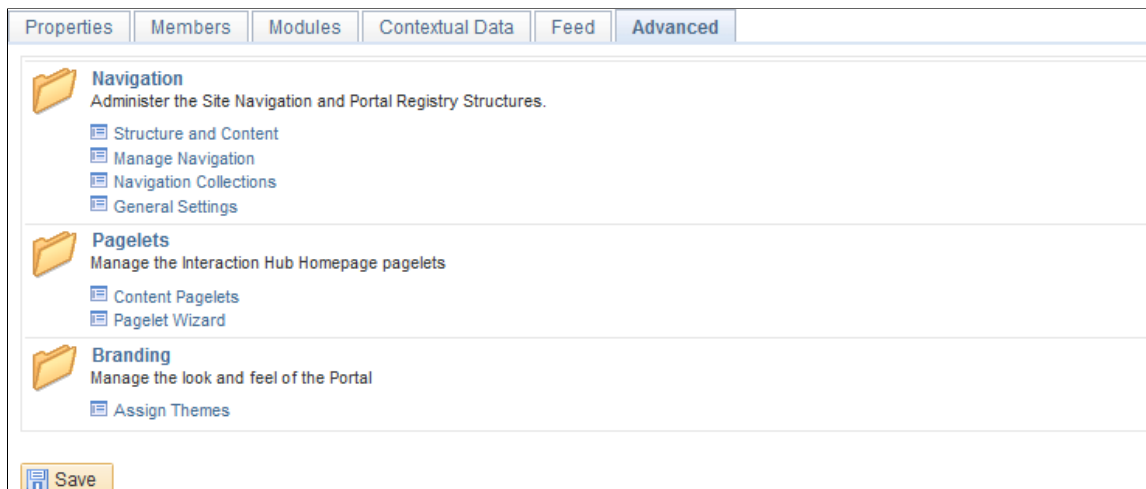 Properties Members Modules Contextual Data Feed Advanced
Navigation
Administer the Site Navigation and Portal Registry Structures.
Structure and Content
Manage Navigation
Navigation Collections
General Settings
Pagelets
Manage the Interaction Hub Homepage pagelets
Content Pagelets
Pagelet Wizard
Branding
Manage the look and feel of the Portal
Assign Themes
Save